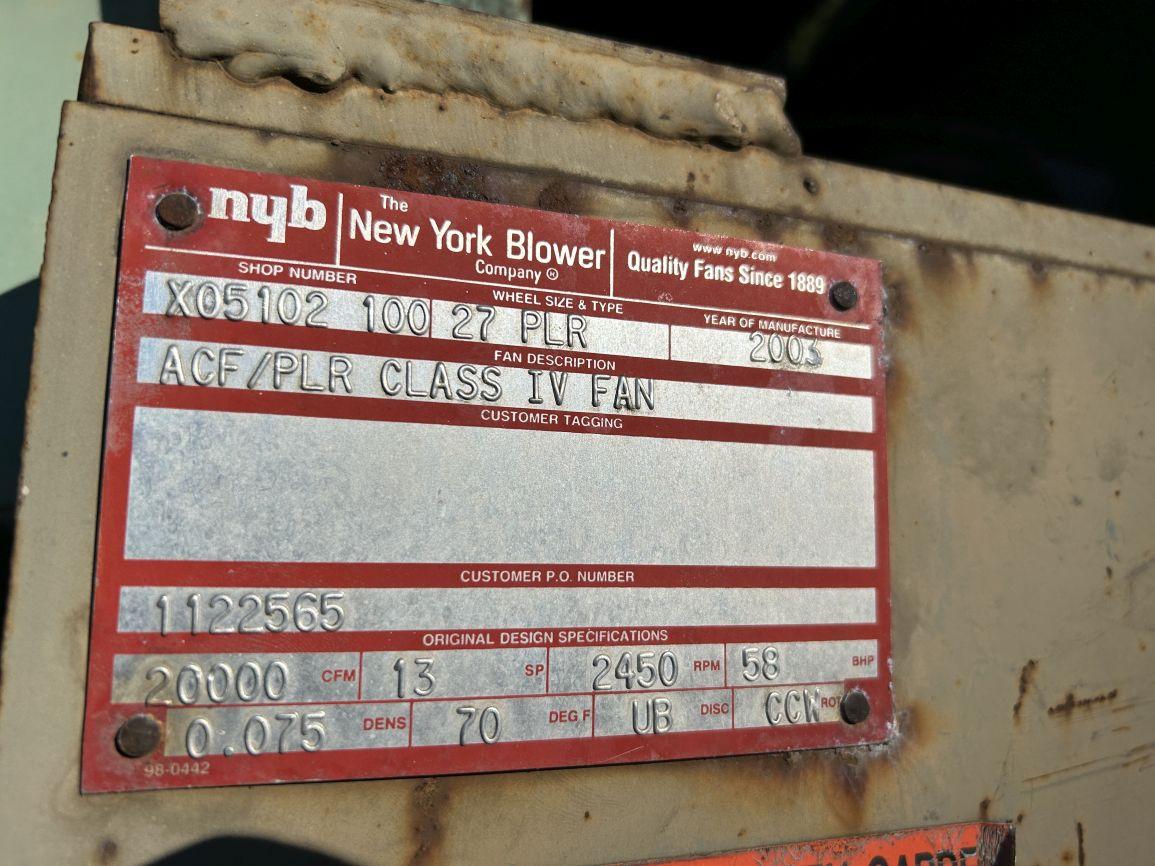 nyb
The
New York Blower
Company ®
www nyb.com
Quality Fans Since 1889
SHOP NUMBER
WHEEL SIZE & TYPE
YEAR OF MANUFACTURE
X05102 100
27 PLR
2003
FAN DESCRIPTION
ACF/PLR CLASS IV FAN
CUSTOMER TAGGING
CUSTOMER P.O. NUMBER
1122565
ORIGINAL DESIGN SPECIFICATIONS
20000 CFM 13 SP 2450 RPM 58 BHP
0.075 DENS 70 DEG F UB DISC CCW ROT
98-0442